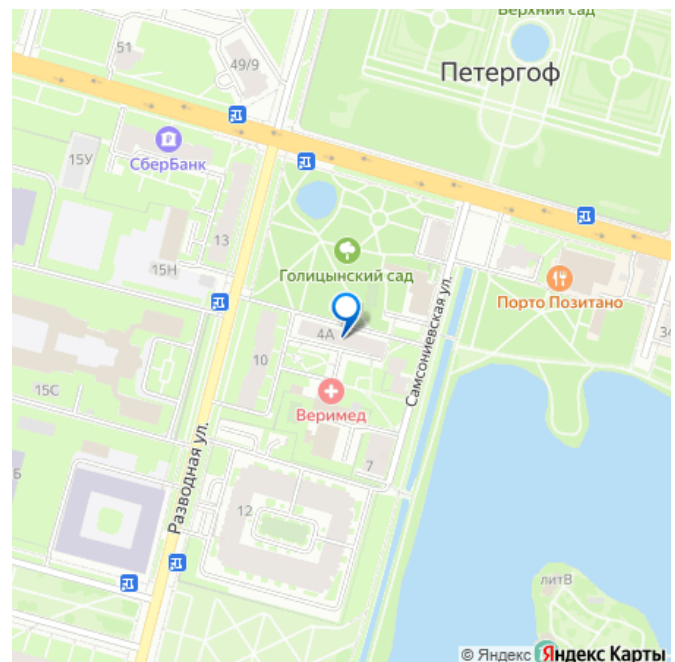 Верхний сад
51
49/9
Петергоф
15У
СберБанк
13
Голицынский сад
15Н
Порто Позитано
Самсониевская ул.
34
4А
10
15С
Веримед
7
Разводная ул.
12
литВ
© Яндекс
Яндекс Карты